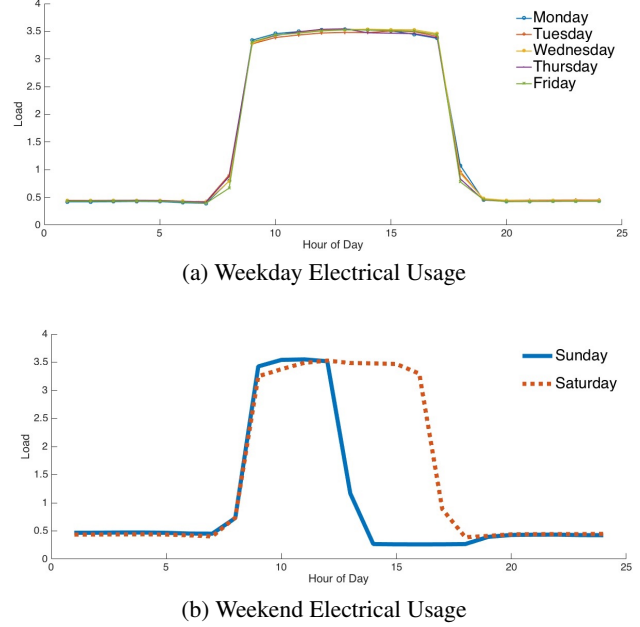 4
3.5
3
2.5
2
1.5
1
0.5
0
Load
0 5 10 15 20 25
Hour of Day
Monday
Tuesday
Wednesday
Thursday
Friday
(a) Weekday Electrical Usage
4
3.5
3
2.5
2
1.5
1
0.5
0
Load
0 5 10 15 20 25
Hour of Day
Sunday
Saturday
(b) Weekend Electrical Usage